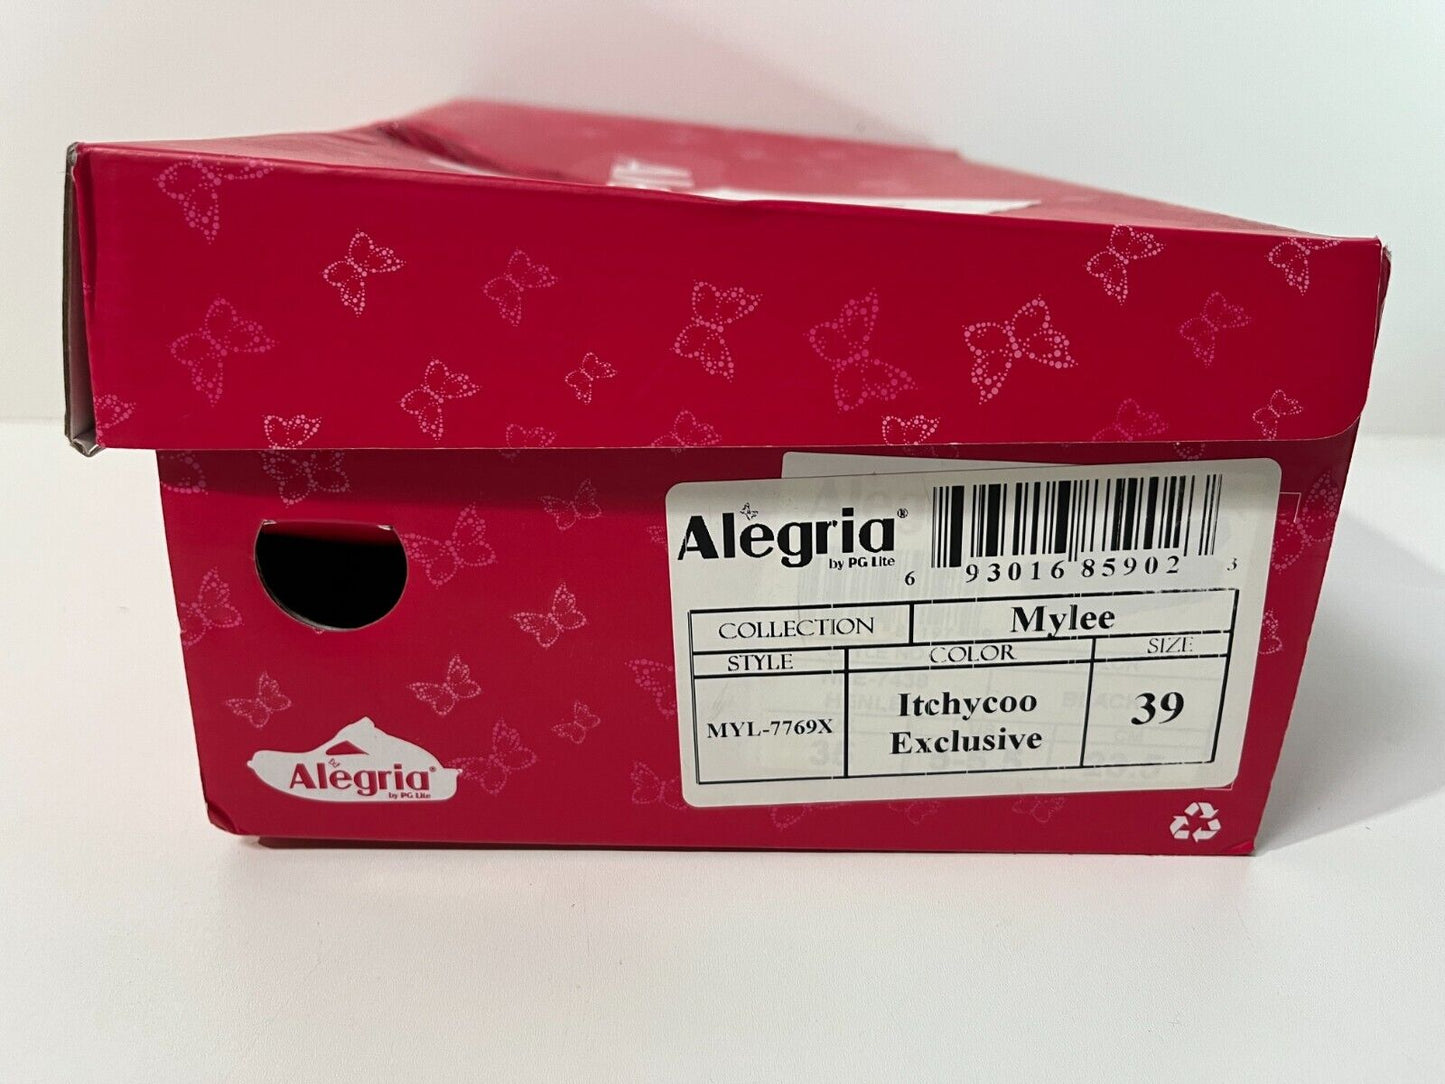 Alegria®
by PG Lite
6 93016 85902 3
COLLECTION Mylee
STYLE COLOR SIZE
MYL-7769X Itchycoo Exclusive 39
Alegria®
by PG Lite